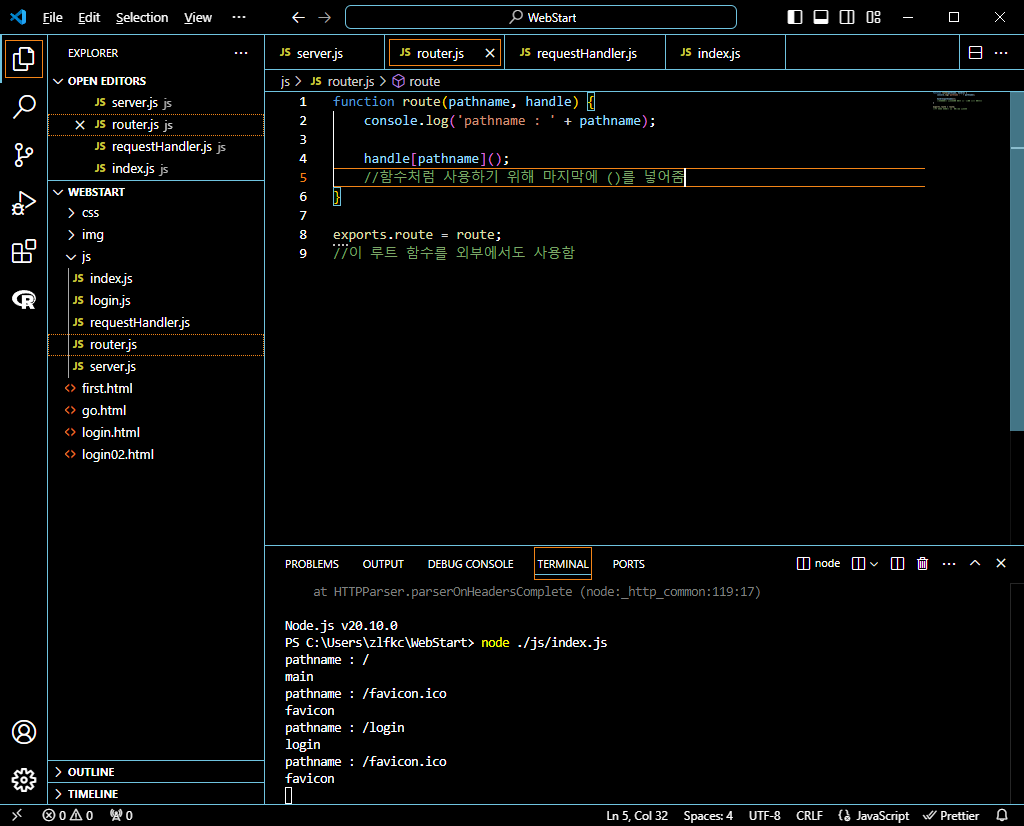 File Edit Selection View ··· WebStart
EXPLORER ···
OPEN EDITORS
JS server.js js
JS router.js js
JS requestHandler.js js
JS index.js js
WEBSTART
css
img
js
JS index.js
JS login.js
JS requestHandler.js
JS router.js
JS server.js
<> first.html
<> go.html
<> login.html
<> login02.html
OUTLINE
TIMELINE
JS server.js JS router.js JS requestHandler.js JS index.js ···
js > JS router.js > route
1 function route(pathname, handle) {
2 console.log('pathname : ' + pathname);
3
4 handle[pathname]();
5 //함수처럼 사용하기 위해 마지막에 ()를 넣어줌
6 }
7
8 exports.route = route;
9 //이 루트 함수를 외부에서도 사용함
PROBLEMS OUTPUT DEBUG CONSOLE TERMINAL PORTS node ···
at HTTPParser.parserOnHeadersComplete (node:_http_common:119:17)
Node.js v20.10.0
PS C:\Users\zlfkc\WebStart> node ./js/index.js
pathname : /
main
pathname : /favicon.ico
favicon
pathname : /login
login
pathname : /favicon.ico
favicon
0 0 0 Ln 5, Col 32 Spaces: 4 UTF-8 CRLF {} JavaScript Prettier